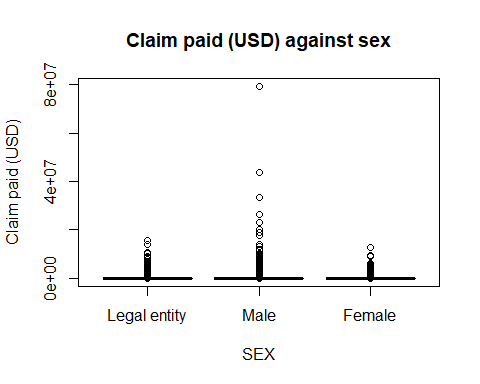 Claim paid (USD) against sex
Claim paid (USD)
8e+07
4e+07
0e+00
Legal entity Male Female
SEX